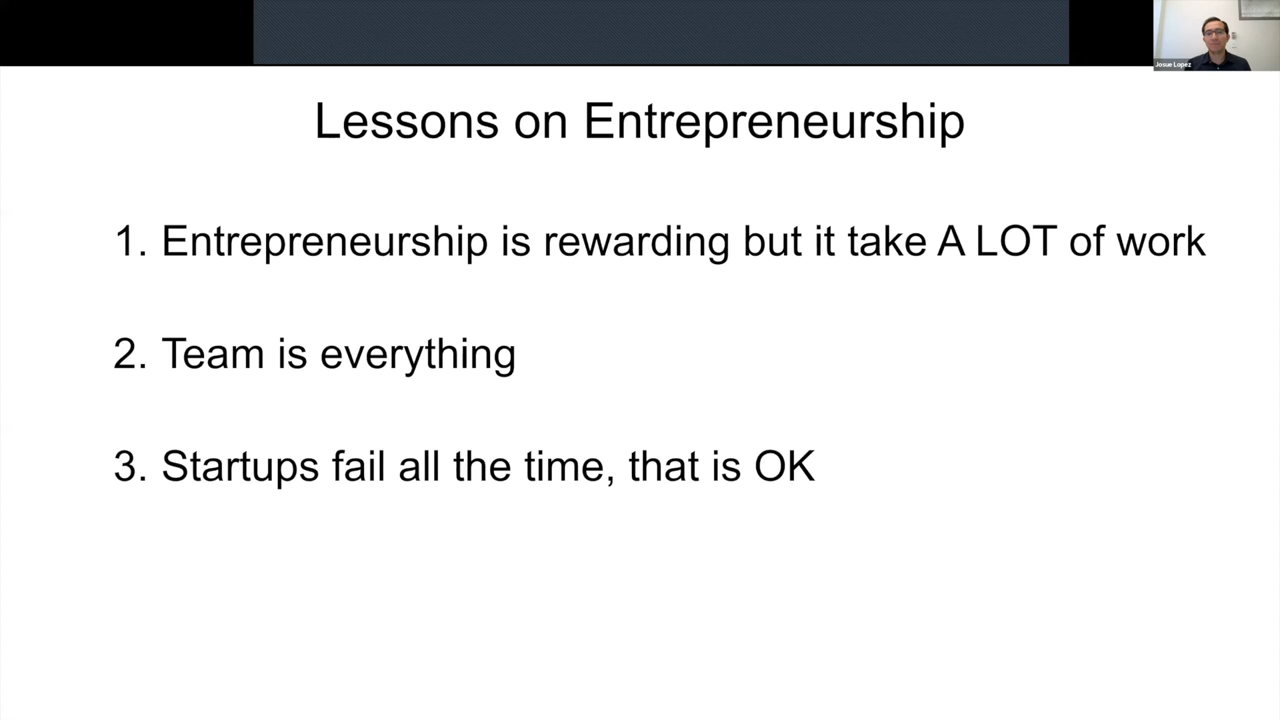 Josue Lopez
Lessons on Entrepreneurship
1. Entrepreneurship is rewarding but it take A LOT of work
2. Team is everything
3. Startups fail all the time, that is OK